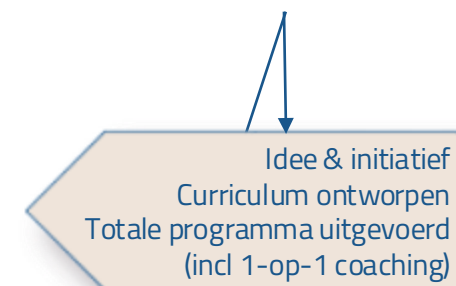 Idee & initiatief
Curriculum ontworpen
Totale programma uitgevoerd
(incl 1-op-1 coaching)